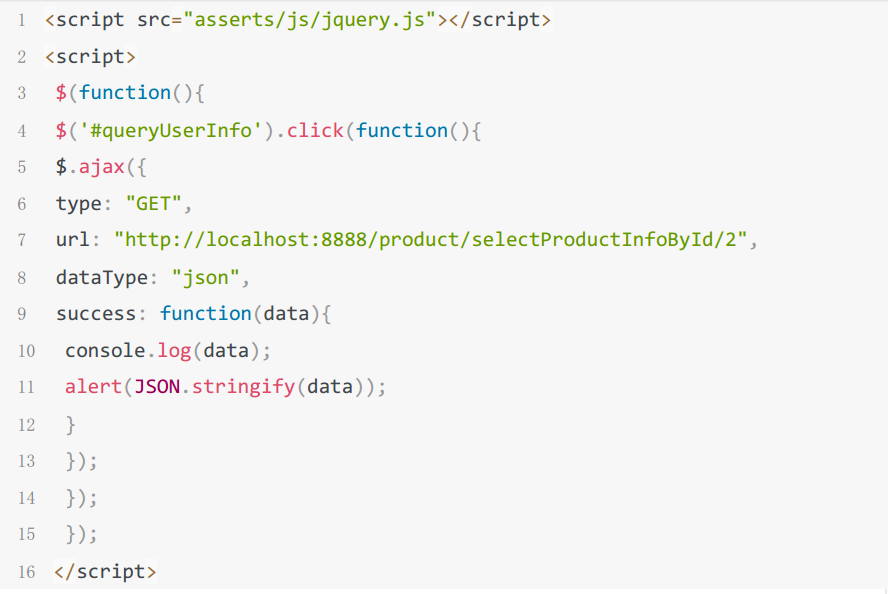 1 <script src="asserts/js/jquery.js"></script>
2 <script>
3 $(function(){
4 $('#queryUserInfo').click(function(){
5 $.ajax({
6 type: "GET",
7 url: "http://localhost:8888/product/selectProductInfoById/2",
8 dataType: "json",
9 success: function(data){
10 console.log(data);
11 alert(JSON.stringify(data));
12 }
13 });
14 });
15 });
16 </script>